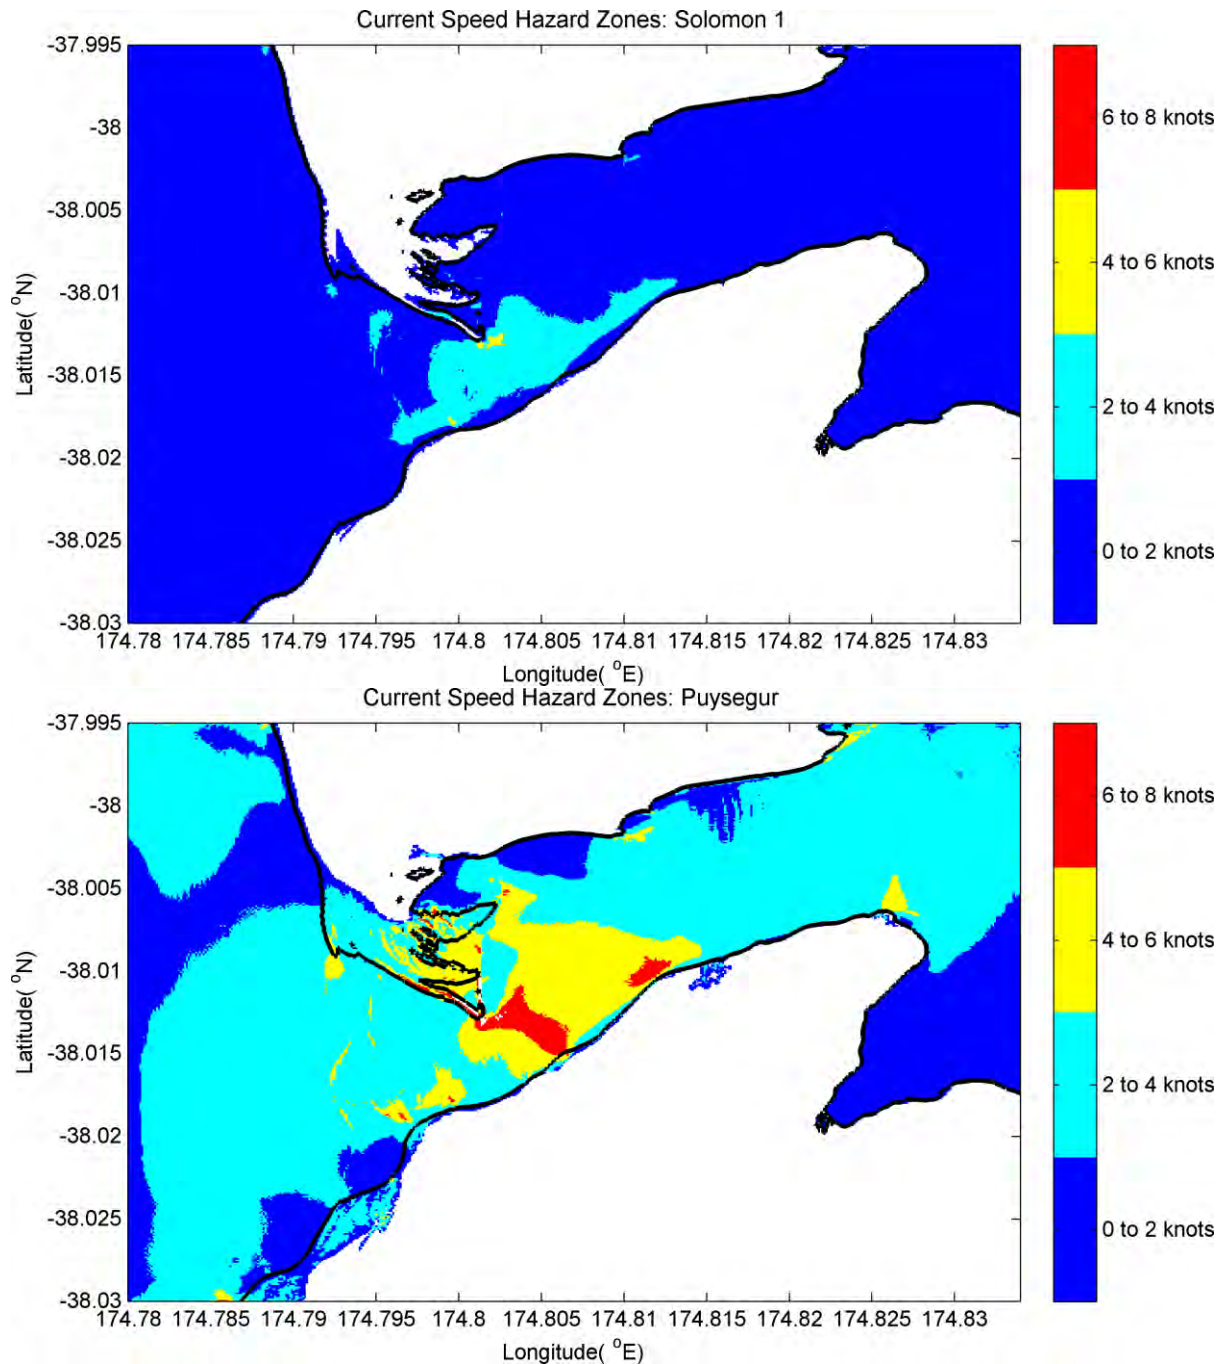 Current Speed Hazard Zones: Solomon 1
-37.995
-38
-38.005
-38.01
-38.015
-38.02
-38.025
-38.03
Latitude( °N)
174.78 174.785 174.79 174.795 174.8 174.805 174.81 174.815 174.82 174.825 174.83
Longitude( °E)
6 to 8 knots
4 to 6 knots
2 to 4 knots
0 to 2 knots
Current Speed Hazard Zones: Puysegur
-37.995
-38
-38.005
-38.01
-38.015
-38.02
-38.025
-38.03
Latitude( °N)
174.78 174.785 174.79 174.795 174.8 174.805 174.81 174.815 174.82 174.825 174.83
Longitude( °E)
6 to 8 knots
4 to 6 knots
2 to 4 knots
0 to 2 knots